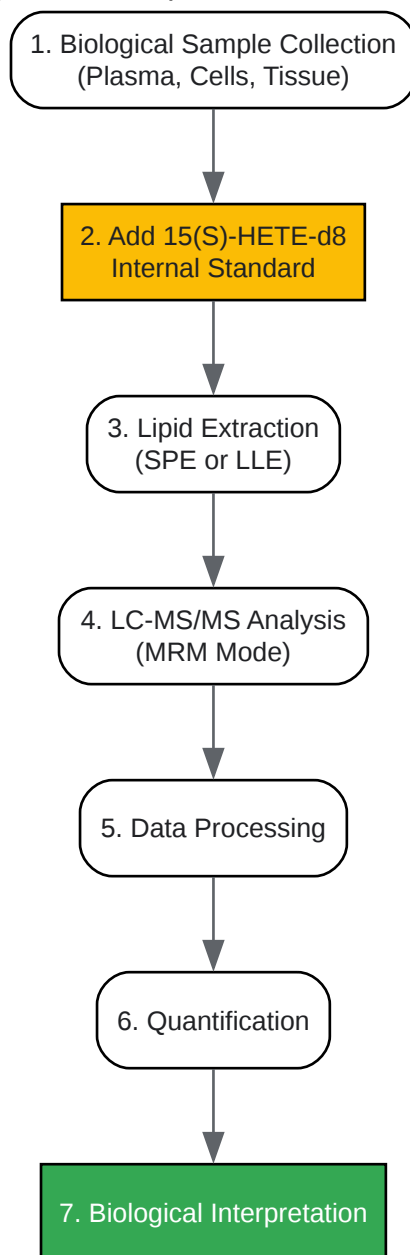 1. Biological Sample Collection
(Plasma, Cells, Tissue)
2. Add 15(S)-HETE-d8
Internal Standard
3. Lipid Extraction
(SPE or LLE)
4. LC-MS/MS Analysis
(MRM Mode)
5. Data Processing
6. Quantification
7. Biological Interpretation